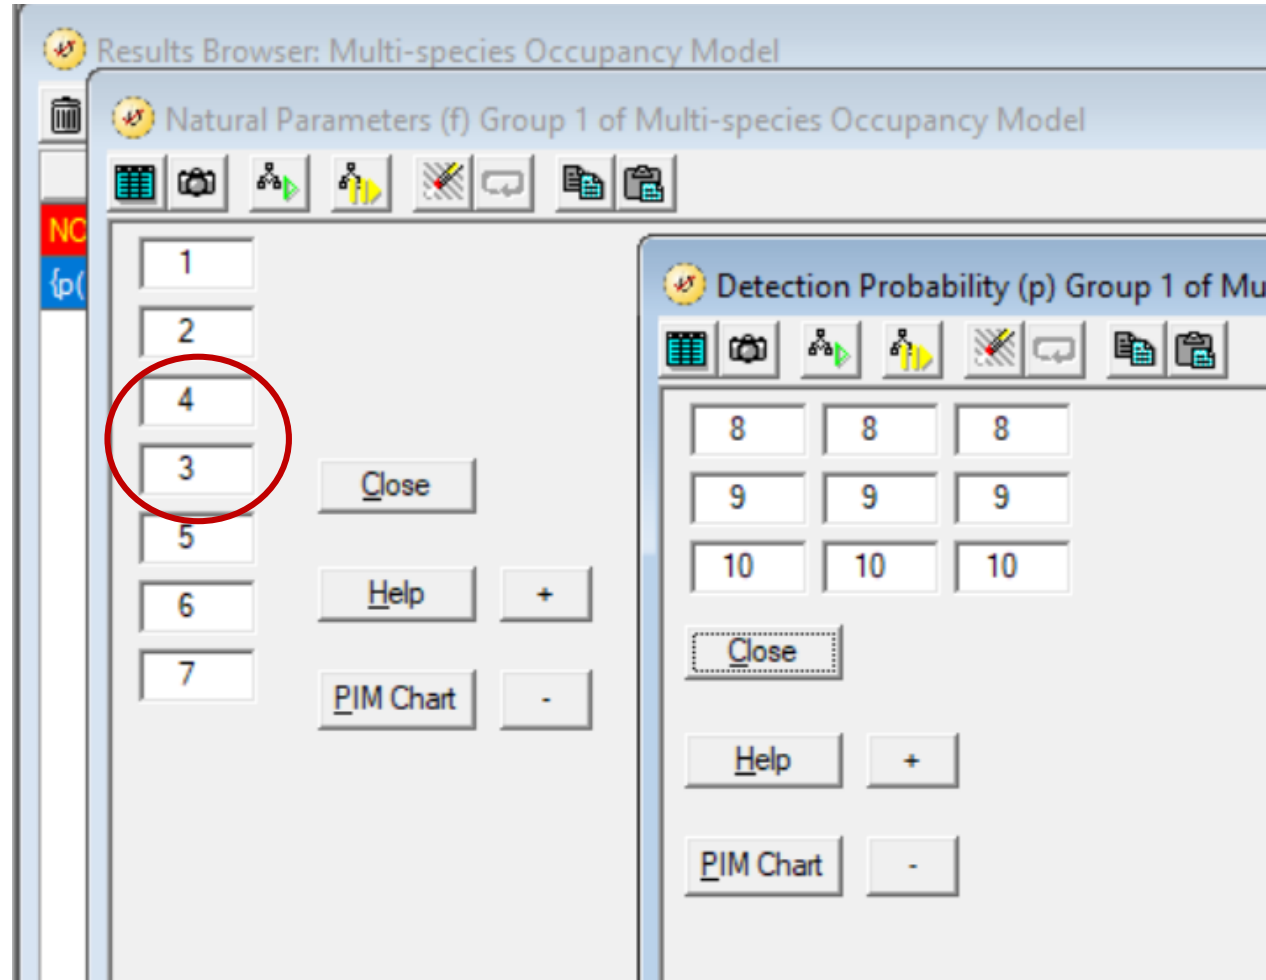 Results Browser: Multi-species Occupancy Model
Natural Parameters (f) Group 1 of Multi-species Occupancy Model
NO
{p(
1
2
4
3
5
6
7
Close
Help +
PIM Chart -
Detection Probability (p) Group 1 of Mu
8 8 8
9 9 9
10 10 10
Close
Help +
PIM Chart -